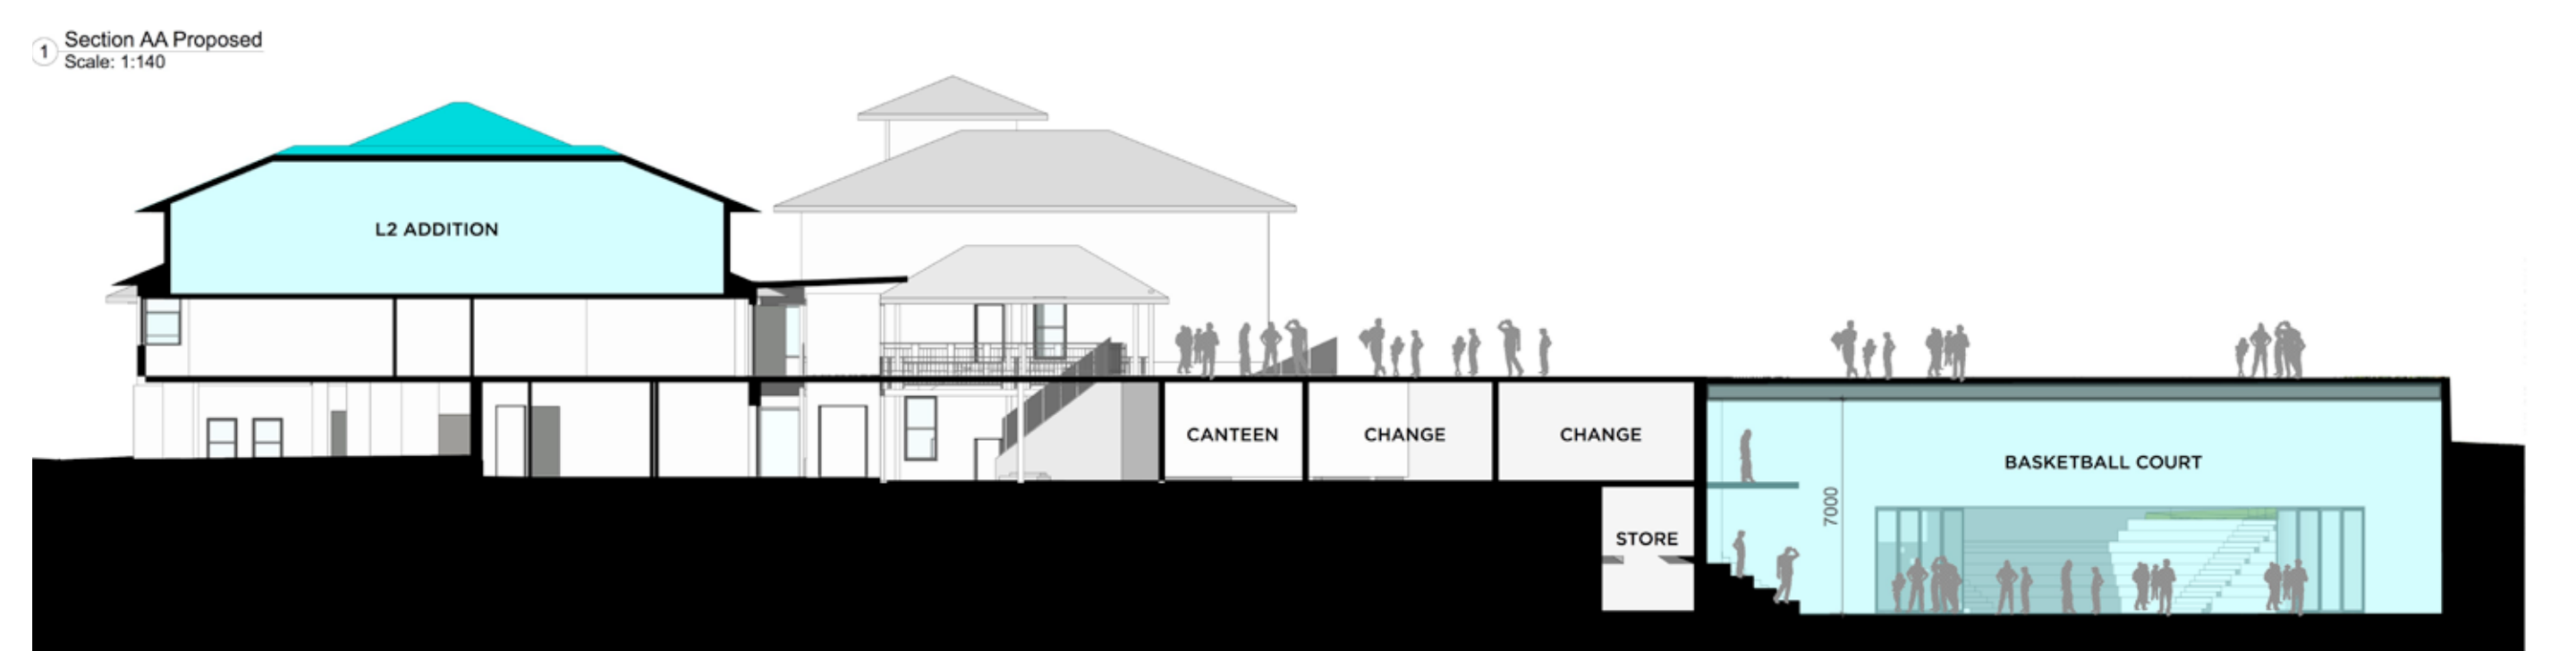 1 Section AA Proposed
Scale: 1:140
L2 ADDITION
CANTEEN
CHANGE
CHANGE
BASKETBALL COURT
7000
STORE